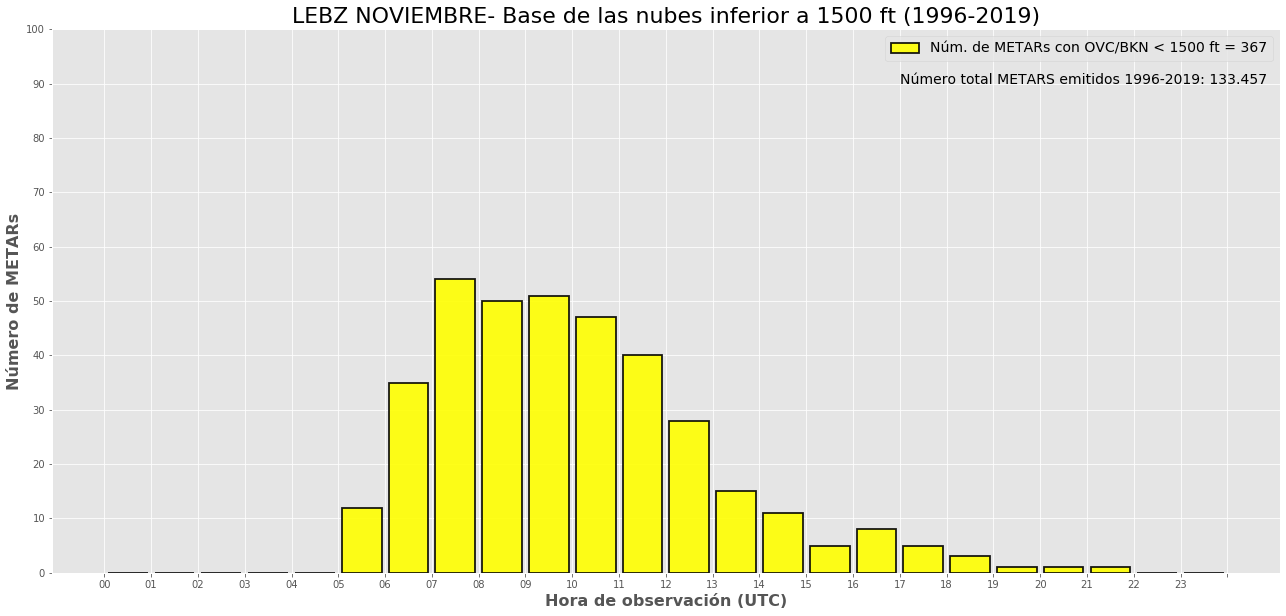 LEBZ NOVIEMBRE- Base de las nubes inferior a 1500 ft (1996-2019)
Núm. de METARs con OVC/BKN < 1500 ft = 367
Número total METARS emitidos 1996-2019: 133.457
Número de METARs
100
90
80
70
60
50
40
30
20
10
0
00 01 02 03 04 05 06 07 08 09 10 11 12 13 14 15 16 17 18 19 20 21 22 23
Hora de observación (UTC)